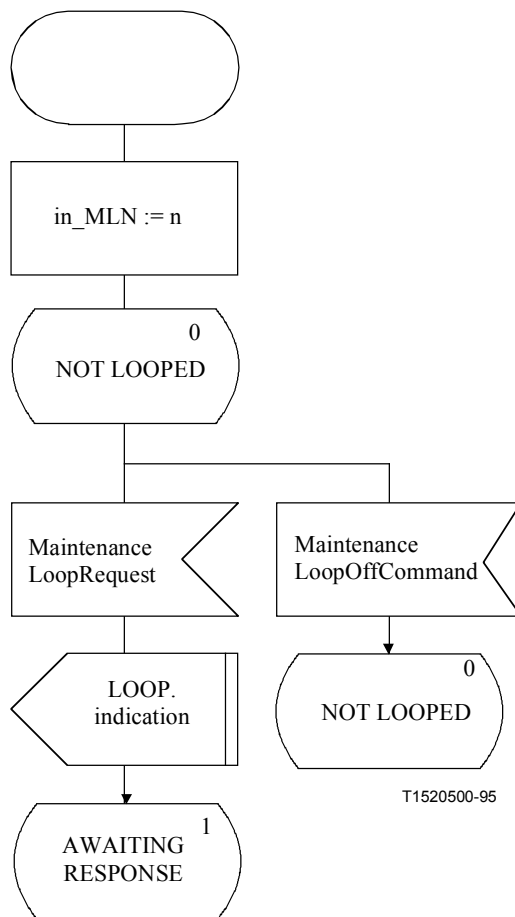 in_MLN := n
0
NOT LOOPED
Maintenance
LoopRequest
Maintenance
LoopOffCommand
LOOP.
indication
0
NOT LOOPED
T1520500-95
1
AWAITING
RESPONSE